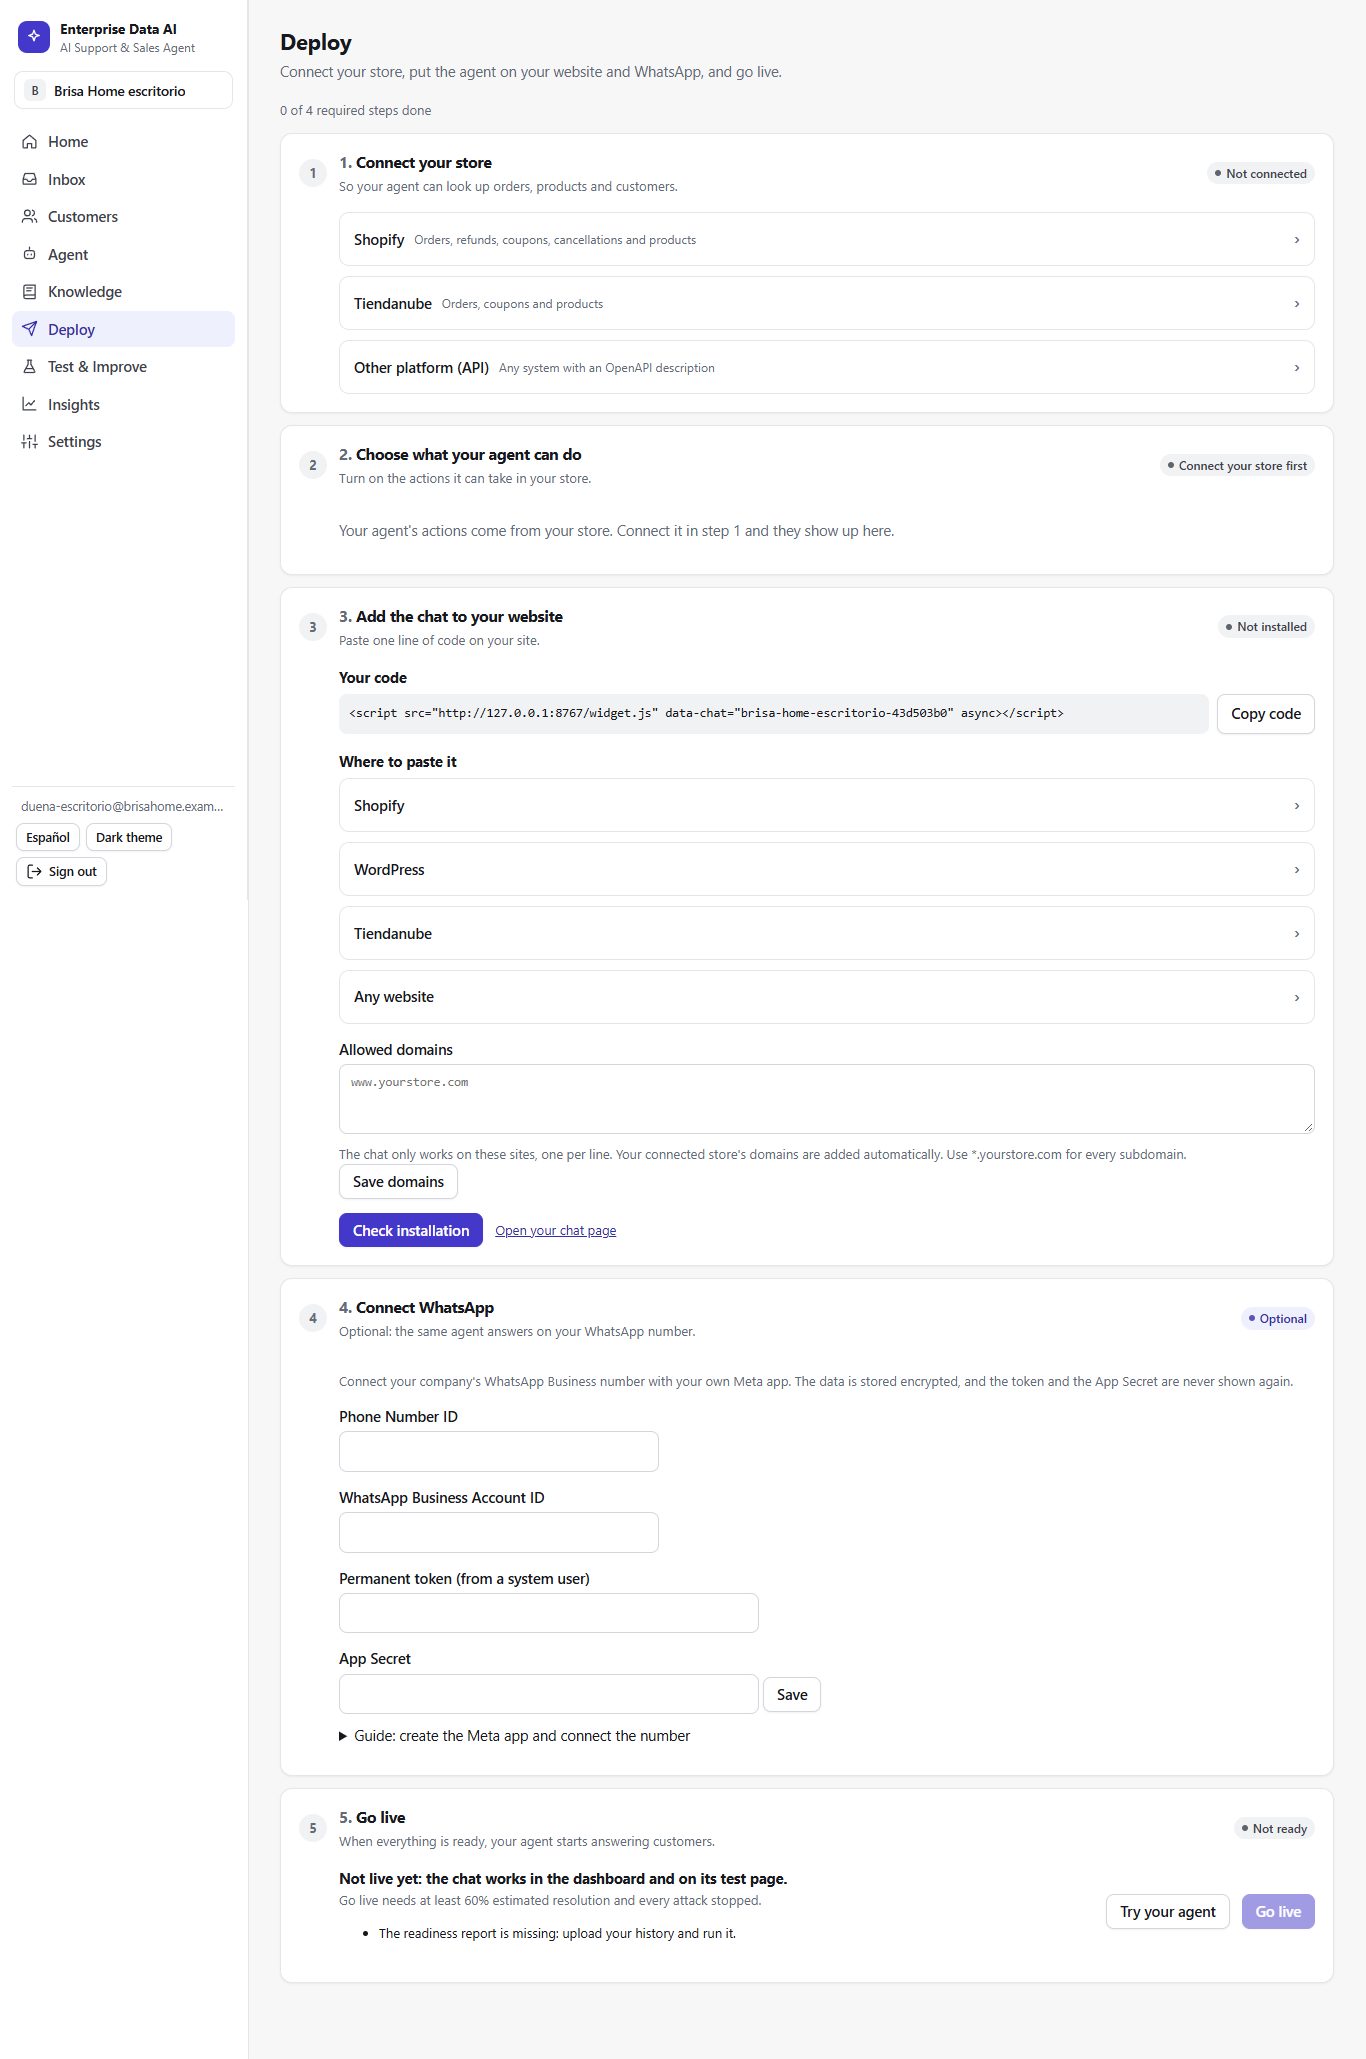 Enterprise Data AI
AI Support & Sales Agent
B Brisa Home escritorio
Home
Inbox
Customers
Agent
Knowledge
Deploy
Test & Improve
Insights
Settings
duena-escritorio@brisahome.exam...
Español Dark theme
Sign out
Deploy
Connect your store, put the agent on your website and WhatsApp, and go live.
0 of 4 required steps done
1 1. Connect your store
So your agent can look up orders, products and customers.
Not connected
Shopify Orders, refunds, coupons, cancellations and products
Tiendanube Orders, coupons and products
Other platform (API) Any system with an OpenAPI description
2 2. Choose what your agent can do
Turn on the actions it can take in your store.
Connect your store first
Your agent's actions come from your store. Connect it in step 1 and they show up here.
3 3. Add the chat to your website
Paste one line of code on your site.
Not installed
Your code
<script src="http://127.0.0.1:8767/widget.js" data-chat="brisa-home-escritorio-43d503b0" async></script>
Copy code
Where to paste it
Shopify
WordPress
Tiendanube
Any website
Allowed domains
www.yourstore.com
The chat only works on these sites, one per line. Your connected store's domains are added automatically. Use *.yourstore.com for every subdomain.
Save domains
Check installation Open your chat page
4 4. Connect WhatsApp
Optional: the same agent answers on your WhatsApp number.
Optional
Connect your company's WhatsApp Business number with your own Meta app. The data is stored encrypted, and the token and the App Secret are never shown again.
Phone Number ID
WhatsApp Business Account ID
Permanent token (from a system user)
App Secret
Save
Guide: create the Meta app and connect the number
5 5. Go live
When everything is ready, your agent starts answering customers.
Not ready
Not live yet: the chat works in the dashboard and on its test page.
Go live needs at least 60% estimated resolution and every attack stopped.
The readiness report is missing: upload your history and run it.
Try your agent Go live